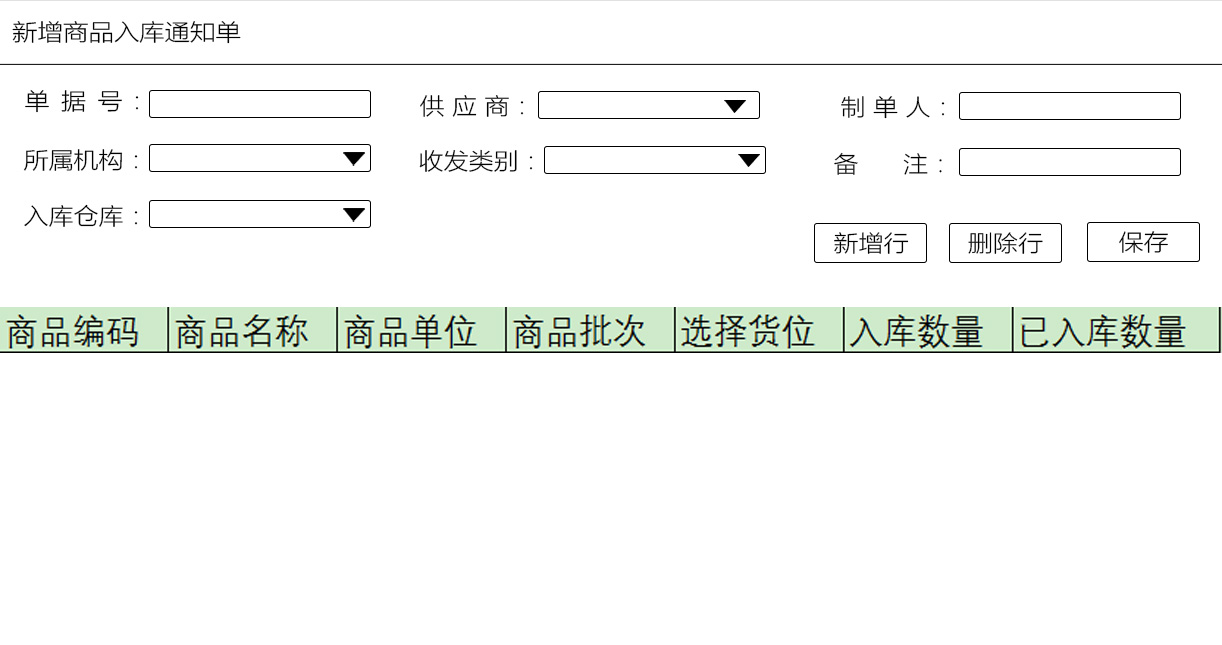 新增商品入库通知单
单据号： 供应商： 制单人：
所属机构： 收发类别： 备 注：
入库仓库：
新增行 删除行 保存
商品编码 商品名称 商品单位 商品批次 选择货位 入库数量 已入库数量